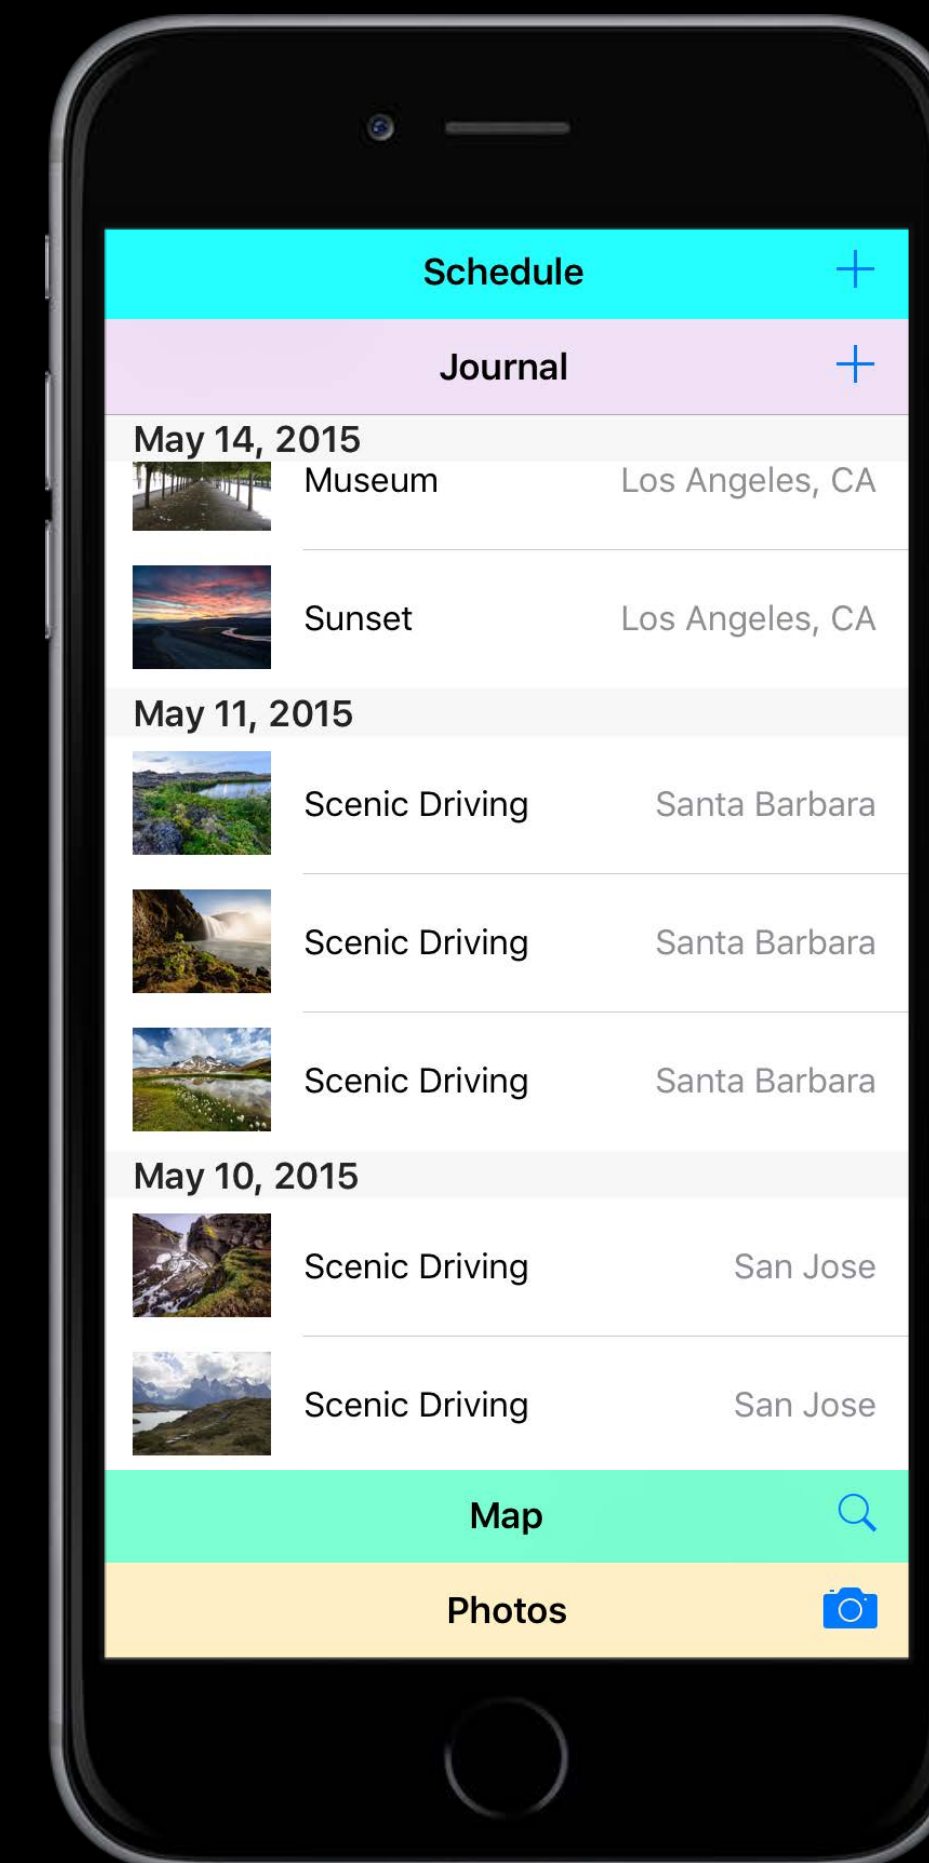 Schedule
Journal
May 14, 2015
Museum Los Angeles, CA
Sunset Los Angeles, CA
May 11, 2015
Scenic Driving Santa Barbara
Scenic Driving Santa Barbara
Scenic Driving Santa Barbara
May 10, 2015
Scenic Driving San Jose
Scenic Driving San Jose
Map
Photos